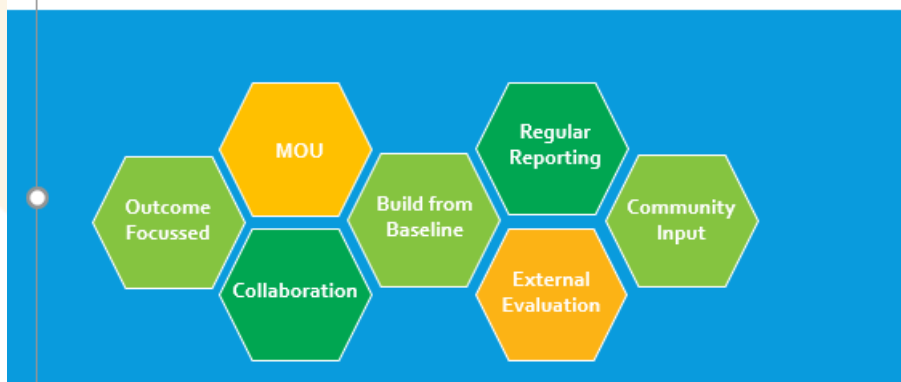 Outcome
Focussed
MOU
Collaboration
Build from
Baseline
Regular
Reporting
External
Evaluation
Community
Input